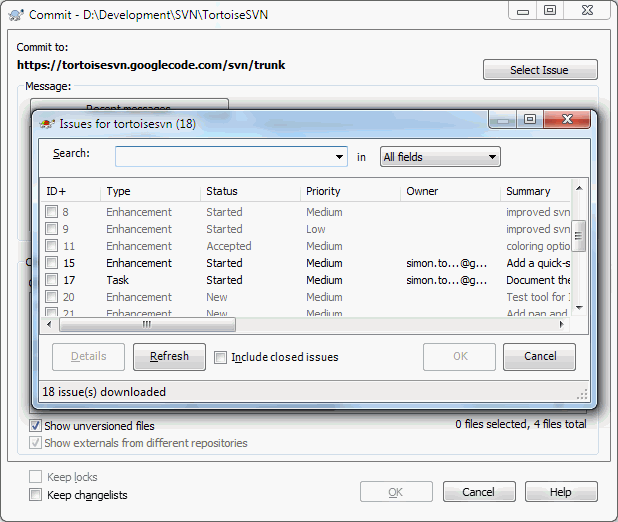 Commit - D:\Development\SVN\TortoiseSVN
Commit to:
https://tortoisesvn.googlecode.com/svn/trunk
Select Issue
Message:
Recent messages
Issues for tortoisesvn (18)
Search: in All fields
ID+ Type Status Priority Owner Summary
8 Enhancement Started Medium improved svn
9 Enhancement Started Low improved svn
11 Enhancement Accepted Medium coloring optio
15 Enhancement Started Medium simon.to...@g... Add a quick-s
17 Task Started Medium simon.to...@g... Document the
20 Enhancement New Medium Test tool for
21 Enhancement New Medium Add pan and
Details Refresh Include closed issues OK Cancel
18 issue(s) downloaded
Show unversioned files 0 files selected, 4 files total
Show externals from different repositories
Keep locks
Keep changelists
OK Cancel Help